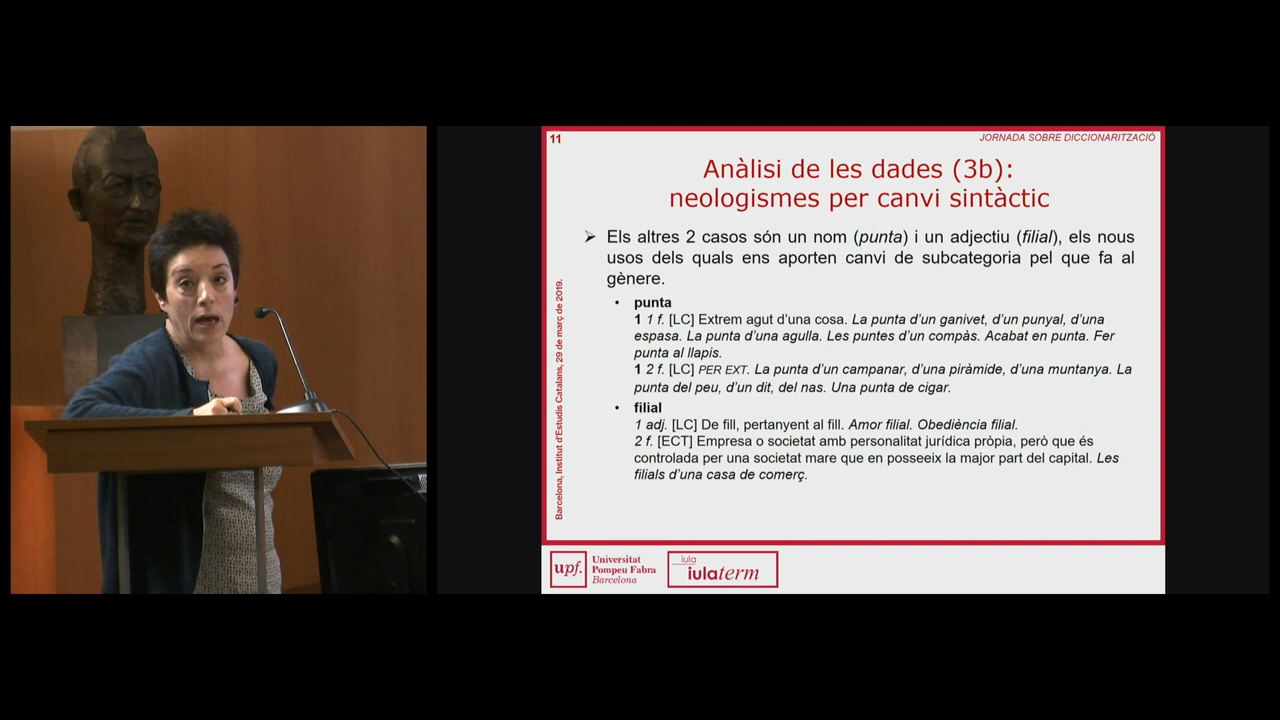 11
JORNADA SOBRE DICCIONARITZACIÓ
Anàlisi de les dades (3b):
neologismes per canvi sintàctic
➢ Els altres 2 casos són un nom (punta) i un adjectiu (filial), els nous
usos dels quals ens aporten canvi de subcategoria pel que fa al
gènere.
• punta
1 1 f. [LC] Extrem agut d'una cosa. La punta d'un ganivet, d'un punyal, d'una
espasa. La punta d'una agulla. Les puntes d'un compàs. Acabat en punta. Fer
punta al llapis.
1 2 f. [LC] PER EXT. La punta d'un campanar, d'una piràmide, d'una muntanya. La
punta del peu, d'un dit, del nas. Una punta de cigar.
• filial
1 adj. [LC] De fill, pertanyent al fill. Amor filial. Obediència filial.
2 f. [ECT] Empresa o societat amb personalitat jurídica pròpia, però que és
controlada per una societat mare que en posseeix la major part del capital. Les
filials d'una casa de comerç.
Barcelona, Institut d'Estudis Catalans, 29 de març de 2019.
upf.
Universitat
Pompeu Fabra
Barcelona
iula
iulaterm